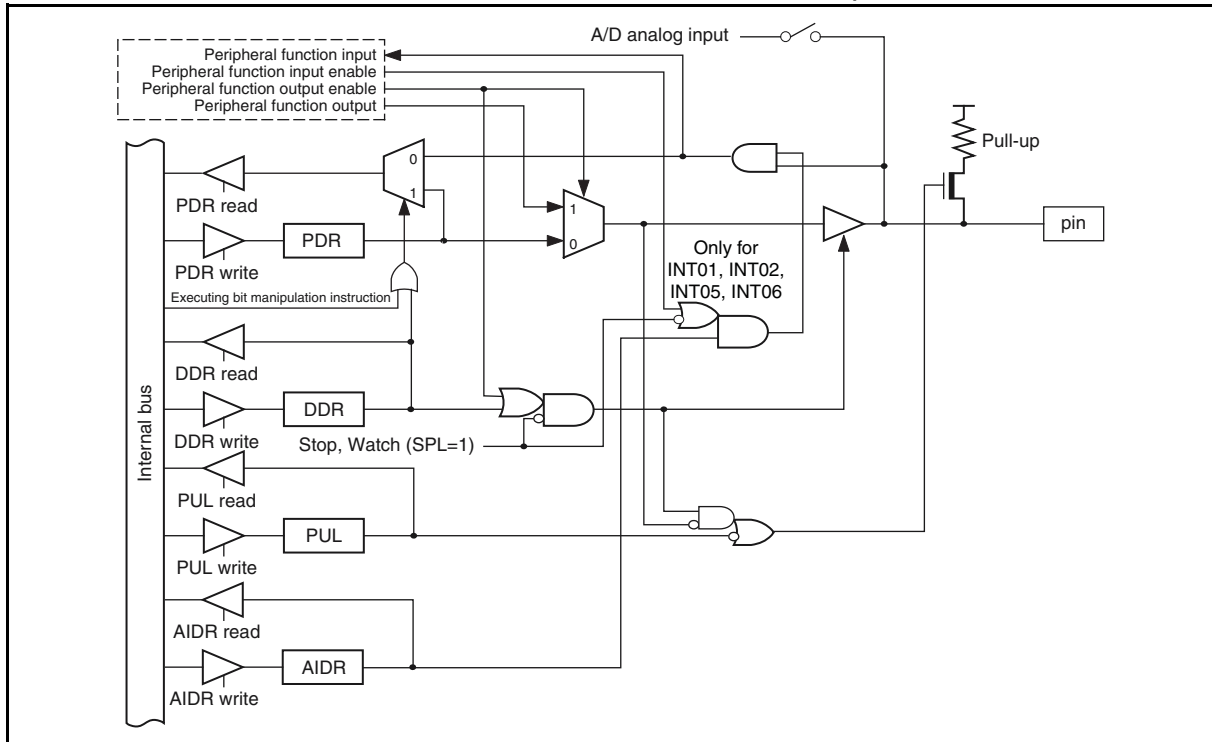 A/D analog input
Peripheral function input
Peripheral function input enable
Peripheral function output enable
Peripheral function output
Pull-up
0
1
PDR read
1
0
pin
PDR
PDR write
Only for
INT01, INT02,
INT05, INT06
Executing bit manipulation instruction
DDR read
DDR
DDR write
Stop, Watch (SPL=1)
Internal bus
PUL read
PUL
PUL write
AIDR read
AIDR
AIDR write